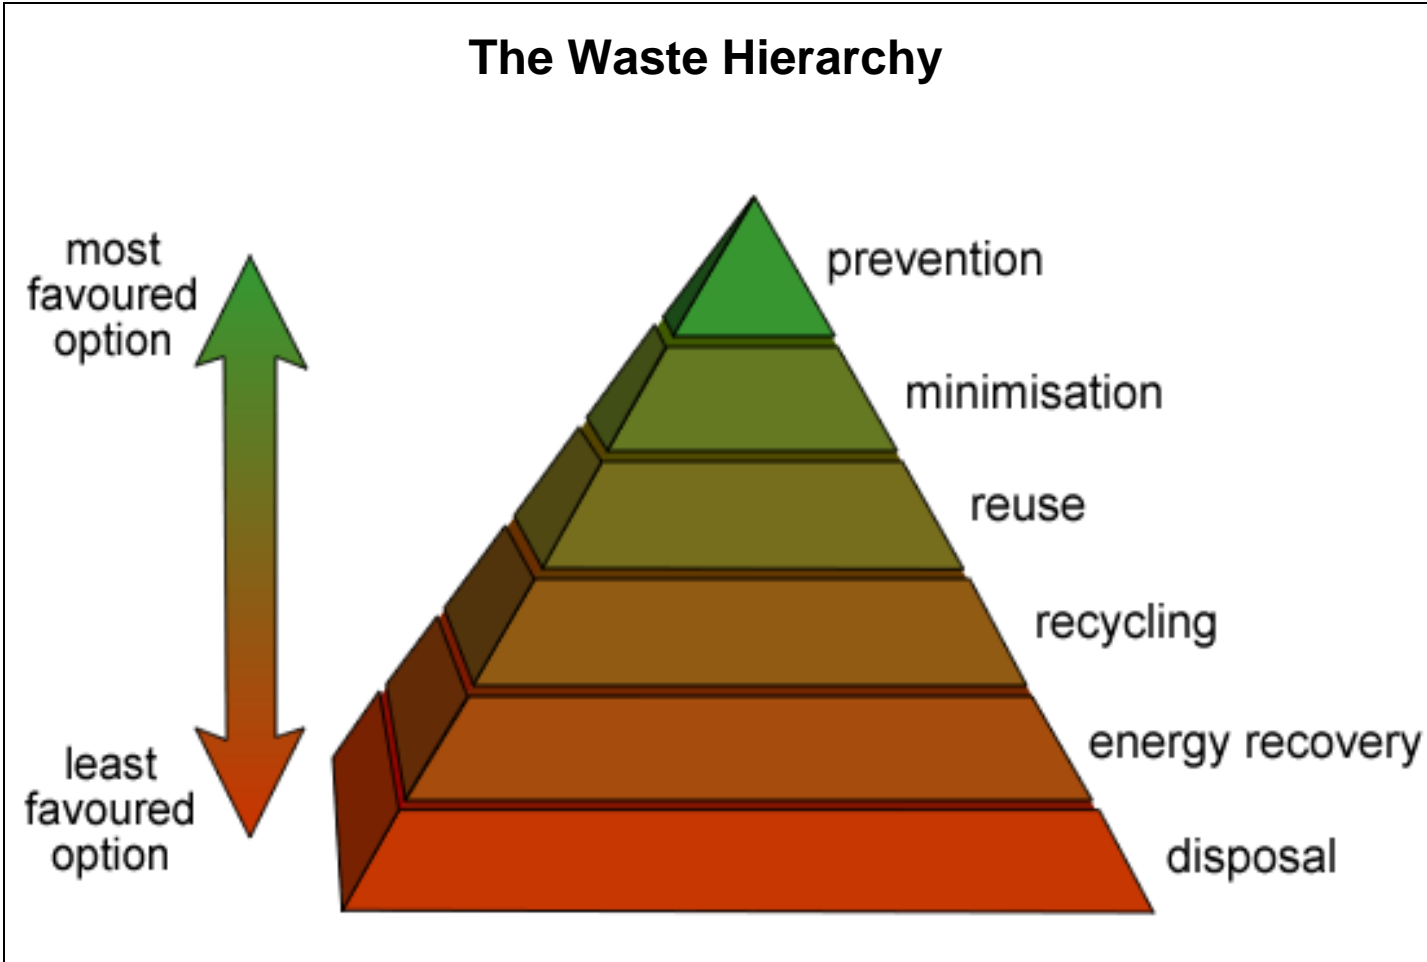 The Waste Hierarchy
most
favoured
option
prevention
minimisation
reuse
recycling
energy recovery
least
favoured
option
disposal